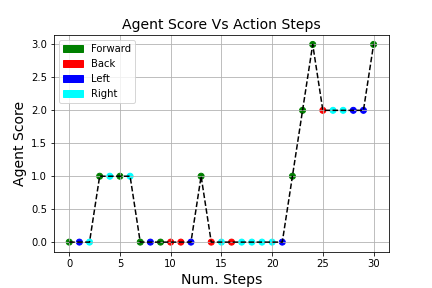 Agent Score Vs Action Steps
Forward
Back
Left
Right
Agent Score
3.0
2.5
2.0
1.5
1.0
0.5
0.0
0 5 10 15 20 25 30
Num. Steps